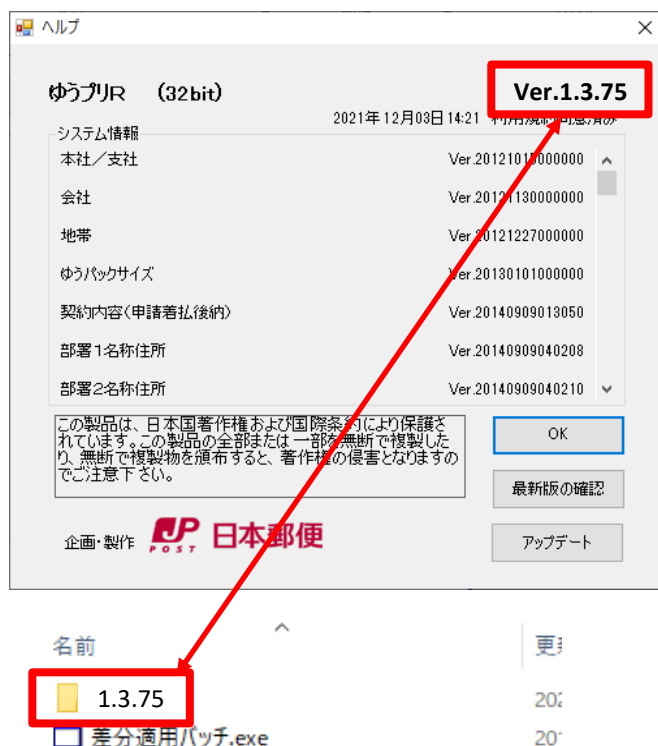 ヘルプ
ゆうプリR (32bit)
Ver.1.3.75
2021年12月03日 14:21
システム情報
本社／支社 Ver.20121015000000
会社 Ver.20121130000000
地帯 Ver.20121227000000
ゆうパックサイズ Ver.20130101000000
契約内容(申請着払後納) Ver.20140909013050
部署1名称住所 Ver.20140909040208
部署2名称住所 Ver.20140909040210
この製品は、日本国著作権および国際条約により保護さ
れています。この製品の全部または一部を無断で複製した
り、無断で複製物を頒布すると、著作権の侵害となりますの
でご注意下さい。
OK
最新版の確認
アップデート
企画・製作 JP POST 日本郵便
名前
1.3.75
差分適用パッチ.exe